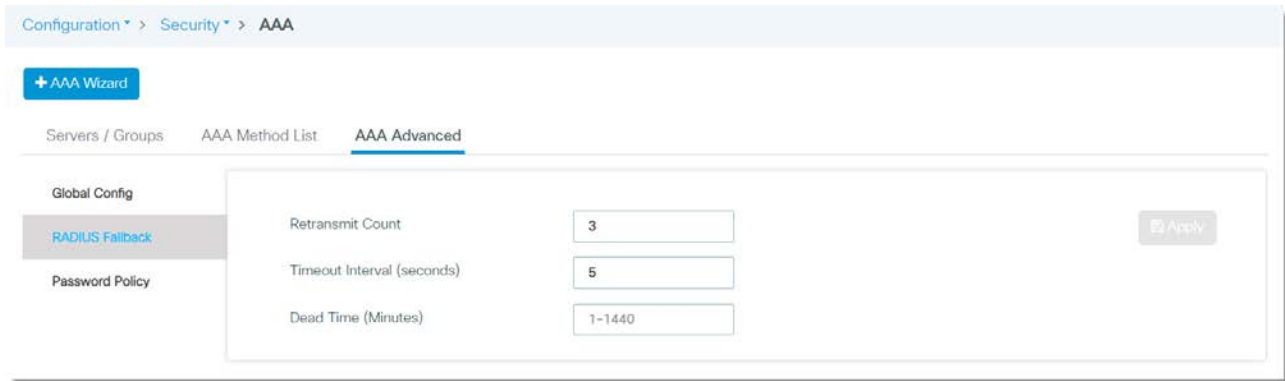 Configuration > Security > AAA
+ AAA Wizard
Servers / Groups AAA Method List AAA Advanced
Global Config
RADIUS Fallback
Password Policy
Retransmit Count 3
Apply
Timeout Interval (seconds) 5
Dead Time (Minutes) 1-1440